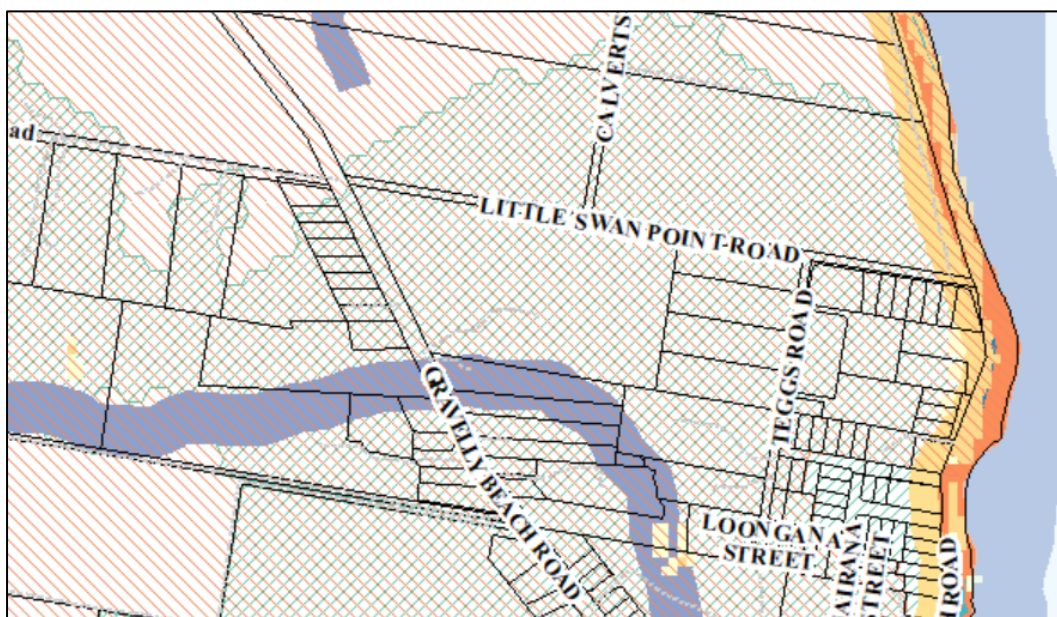 CALVERTS
ad
LITTLE SWAN POINT ROAD
TEGGS ROAD
GRAVELLY BEACH ROAD
LOONGANA
STREET
AIRANA
STREET
ROAD